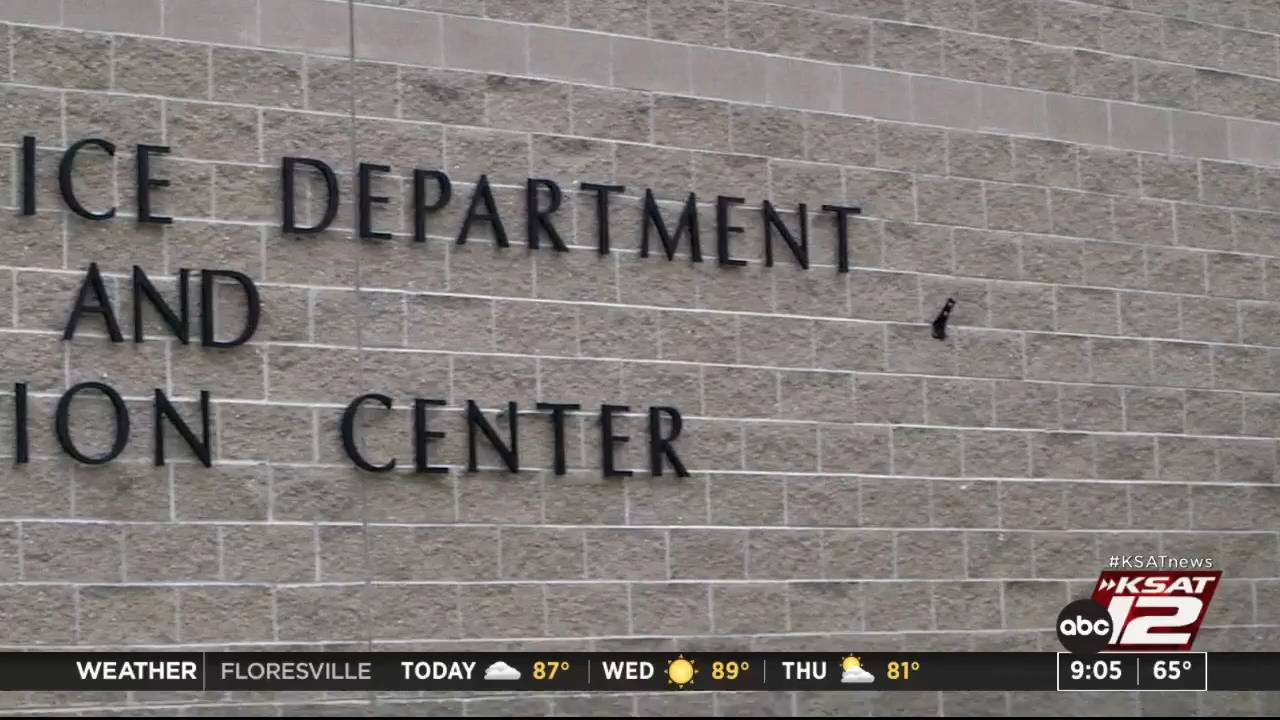 ICE DEPARTMENT
AND
ION CENTER
#KSATnews
KSAT
abc 12
WEATHER FLORESVILLE TODAY 87° WED 89° THU 81° 9:05 65°